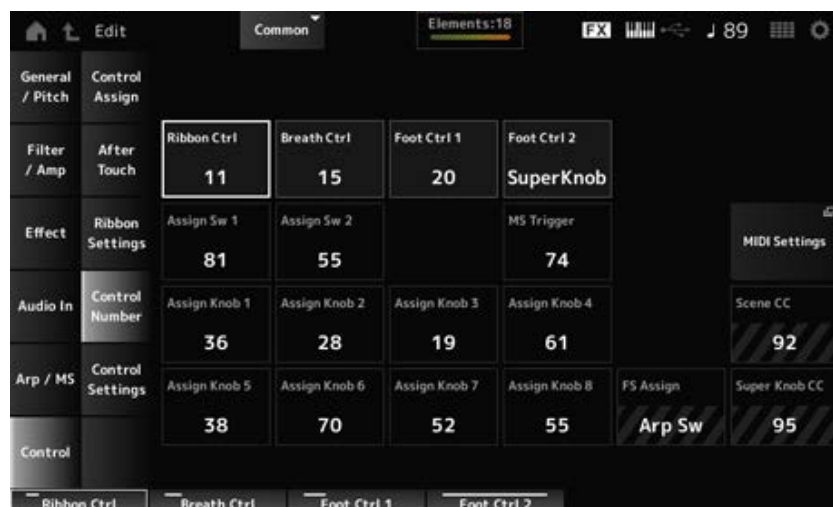 Edit
Common
Elements:18
FX
♩ 89
General / Pitch
Control Assign
Filter / Amp
After Touch
Effect
Ribbon Settings
Audio In
Control Number
Arp / MS
Control Settings
Control
Ribbon Ctrl
11
Breath Ctrl
15
Foot Ctrl 1
20
Foot Ctrl 2
SuperKnob
Assign Sw 1
81
Assign Sw 2
55
MS Trigger
74
MIDI Settings
Assign Knob 1
36
Assign Knob 2
28
Assign Knob 3
19
Assign Knob 4
61
Scene CC
92
Assign Knob 5
38
Assign Knob 6
70
Assign Knob 7
52
Assign Knob 8
55
FS Assign
Arp Sw
Super Knob CC
95
Ribbon Ctrl
Breath Ctrl
Foot Ctrl 1
Foot Ctrl 2